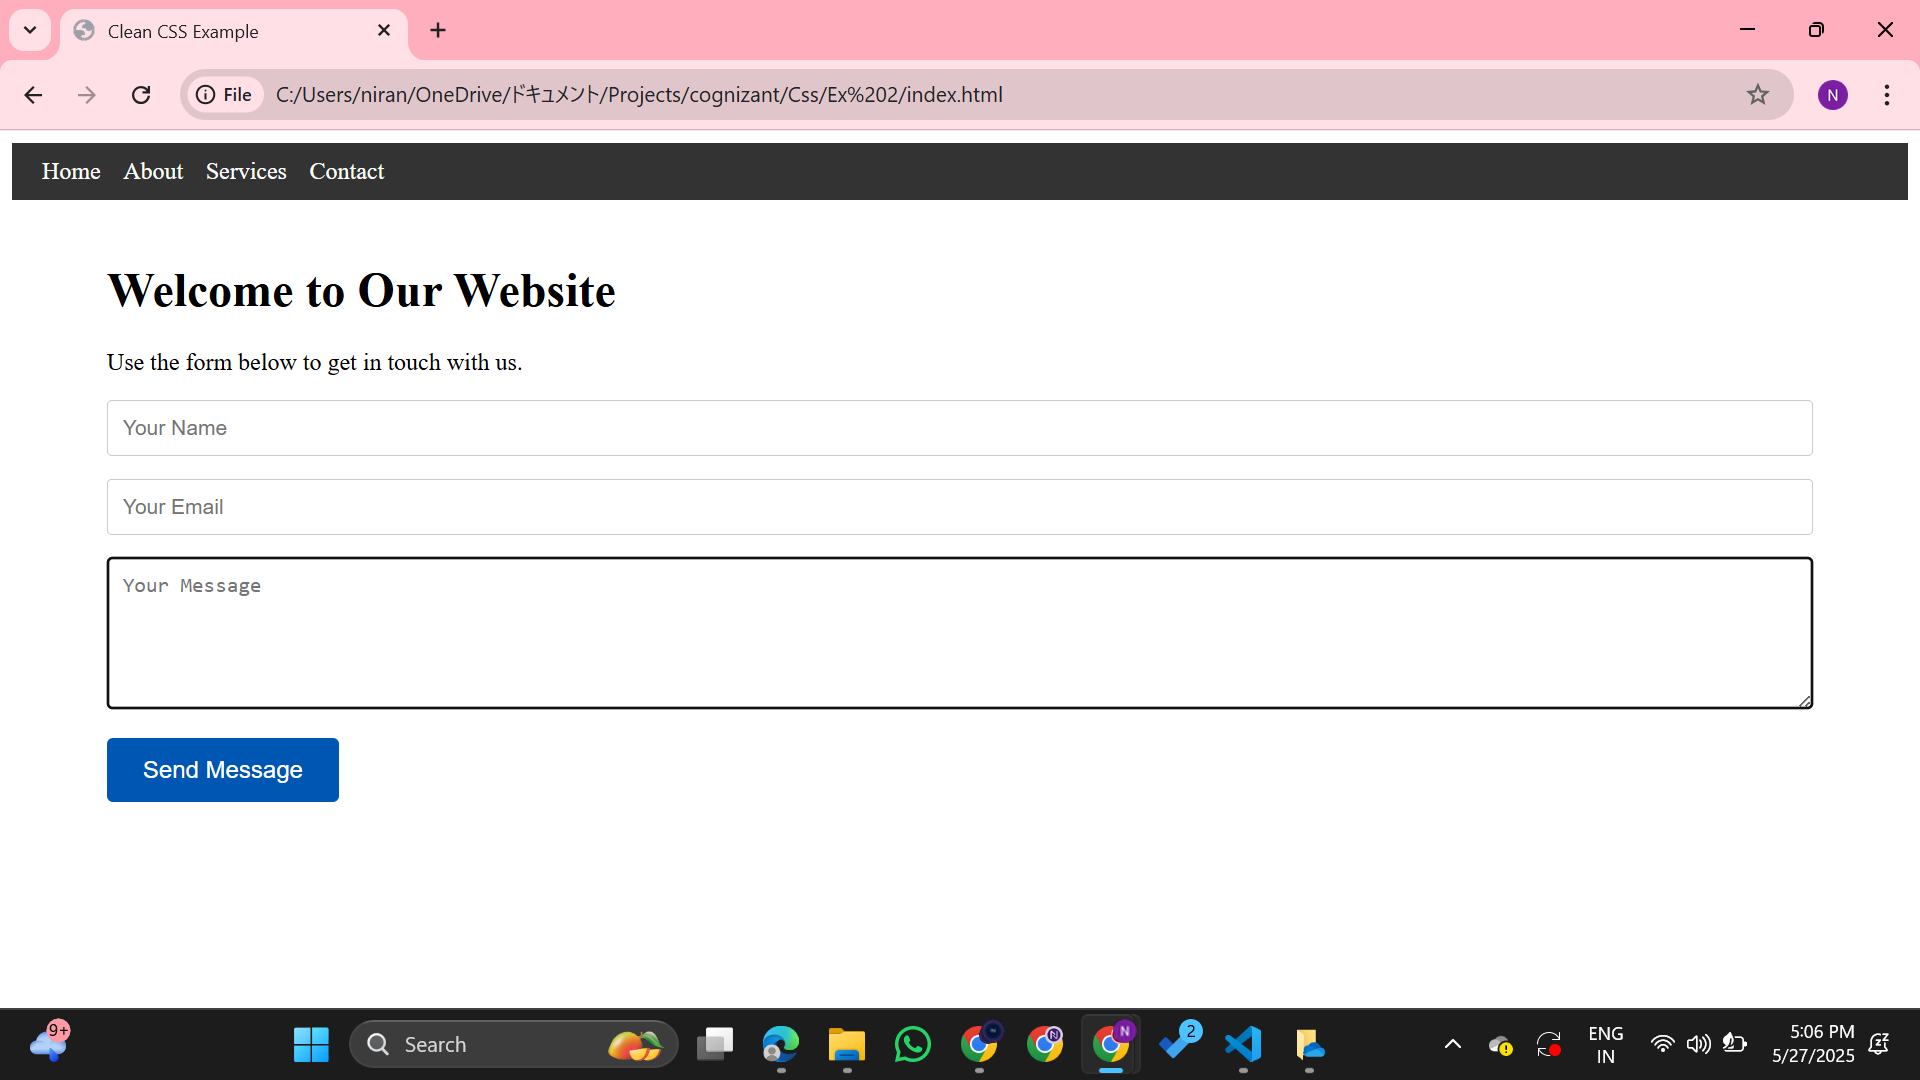 Clean CSS Example
File C:/Users/niran/OneDrive/ドキュメント/Projects/cognizant/Css/Ex%202/index.html N
Home About Services Contact
Welcome to Our Website
Use the form below to get in touch with us.
Your Name
Your Email
Your Message
Send Message
9+ Search N N 2 ENG IN 5:06 PM
5/27/2025